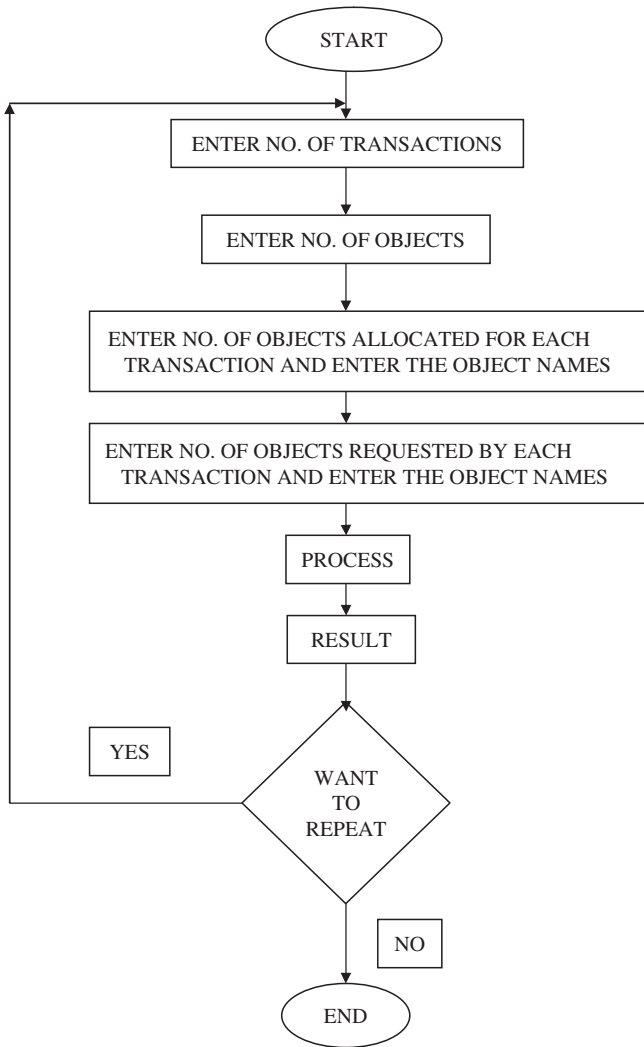 START
ENTER NO. OF TRANSACTIONS
ENTER NO. OF OBJECTS
ENTER NO. OF OBJECTS ALLOCATED FOR EACH
TRANSACTION AND ENTER THE OBJECT NAMES
ENTER NO. OF OBJECTS REQUESTED BY EACH
TRANSACTION AND ENTER THE OBJECT NAMES
PROCESS
RESULT
YES
WANT
TO
REPEAT
NO
END